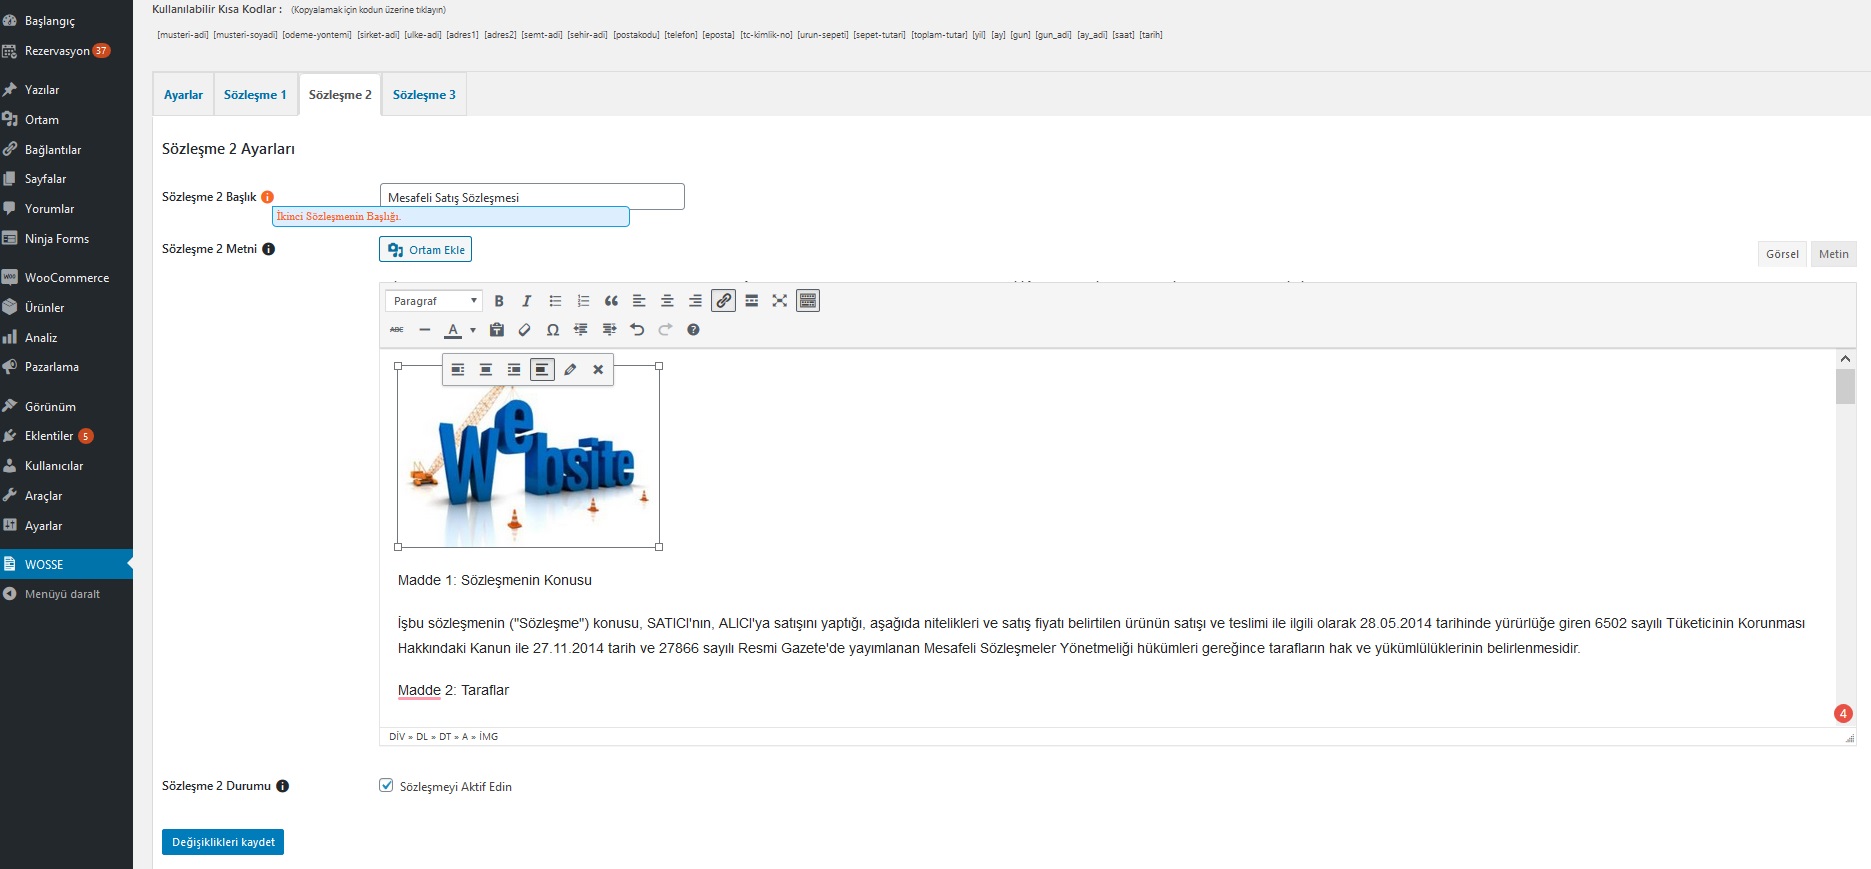 Başlangıç
Rezervasyon 37
Yazılar
Ortam
Bağlantılar
Sayfalar
Yorumlar
Ninja Forms
WooCommerce
Ürünler
Analiz
Pazarlama
Görünüm
Eklentiler 5
Kullanıcılar
Araçlar
Ayarlar
WOSSE
Menüyü daralt
Kullanılabilir Kısa Kodlar : (Kopyalamak için kodun üzerine tıklayın)
[musteri-adi] [musteri-soyadi] [odeme-yontemi] [sirket-adi] [ulke-adi] [adres1] [adres2] [semt-adi] [sehir-adi] [postakodu] [telefon] [eposta] [tc-kimlik-no] [urun-sepeti] [sepet-tutari] [toplam-tutar] [yil] [ay] [gun] [gun_adi] [ay_adi] [saat] [tarih]
Ayarlar Sözleşme 1 Sözleşme 2 Sözleşme 3
Sözleşme 2 Ayarları
Sözleşme 2 Başlık Mesafeli Satış Sözleşmesi
İkinci Sözleşmenin Başlığı.
Sözleşme 2 Metni Ortam Ekle
Görsel Metin
Paragraf B I
ABC A Ω
Website
Madde 1: Sözleşmenin Konusu
İşbu sözleşmenin ("Sözleşme") konusu, SATICI'nın, ALICI'ya satışını yaptığı, aşağıda nitelikleri ve satış fiyatı belirtilen ürünün satışı ve teslimi ile ilgili olarak 28.05.2014 tarihinde yürürlüğe giren 6502 sayılı Tüketicinin Korunması
Hakkındaki Kanun ile 27.11.2014 tarih ve 27866 sayılı Resmi Gazete'de yayımlanan Mesafeli Sözleşmeler Yönetmeliği hükümleri gereğince tarafların hak ve yükümlülüklerinin belirlenmesidir.
Madde 2: Taraflar
4
DİV » DL » DT » A » İMG
Sözleşme 2 Durumu Sözleşmeyi Aktif Edin
Değişiklikleri kaydet